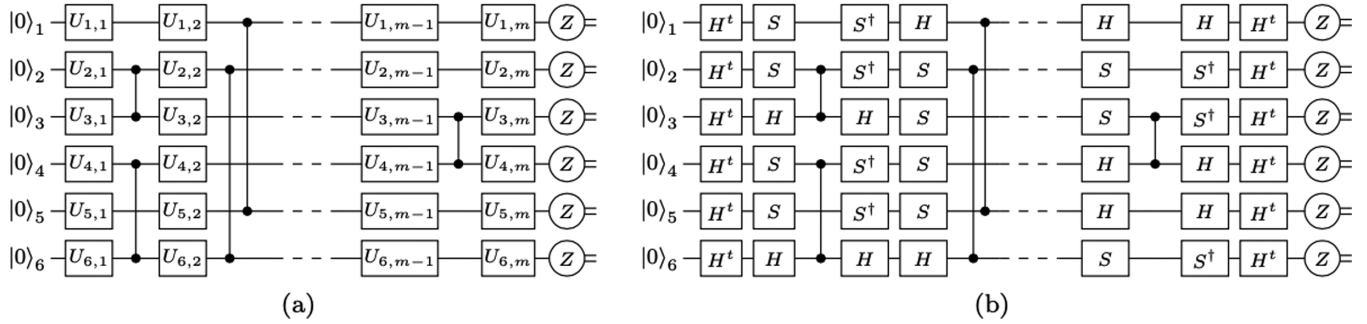 |0⟩₁ U₁,₁ U₁,₂ U₁,ₘ₋₁ U₁,ₘ Z |0⟩₁ Hᵗ S S† H H H Hᵗ Z
|0⟩₂ U₂,₁ U₂,₂ U₂,ₘ₋₁ U₂,ₘ Z |0⟩₂ Hᵗ S S† S S S† Hᵗ Z
|0⟩₃ U₃,₁ U₃,₂ U₃,ₘ₋₁ U₃,ₘ Z |0⟩₃ Hᵗ H H H S S† Hᵗ Z
|0⟩₄ U₄,₁ U₄,₂ U₄,ₘ₋₁ U₄,ₘ Z |0⟩₄ Hᵗ S S† S H H Hᵗ Z
|0⟩₅ U₅,₁ U₅,₂ U₅,ₘ₋₁ U₅,ₘ Z |0⟩₅ Hᵗ S S† S H H Hᵗ Z
|0⟩₆ U₆,₁ U₆,₂ U₆,ₘ₋₁ U₆,ₘ Z |0⟩₆ Hᵗ H H H S S† Hᵗ Z
(a) (b)